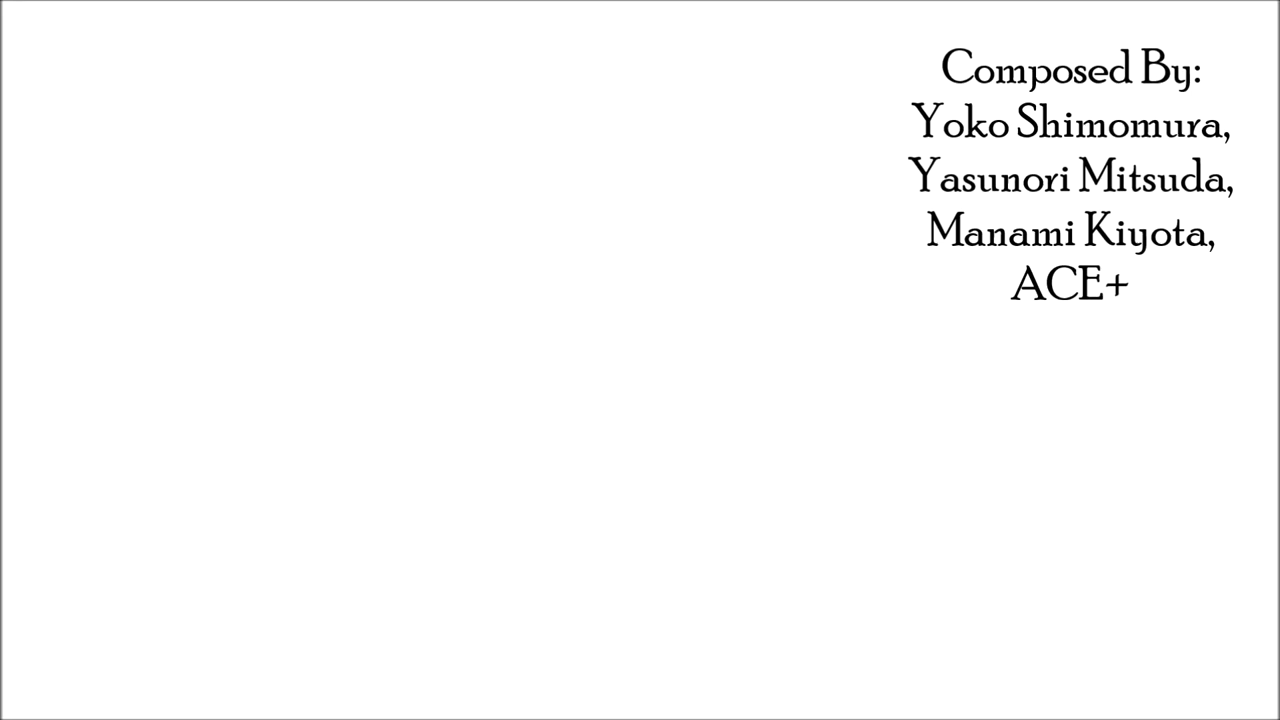 Composed By:
Yoko Shimomura,
Yasunori Mitsuda,
Manami Kiyota,
ACE+